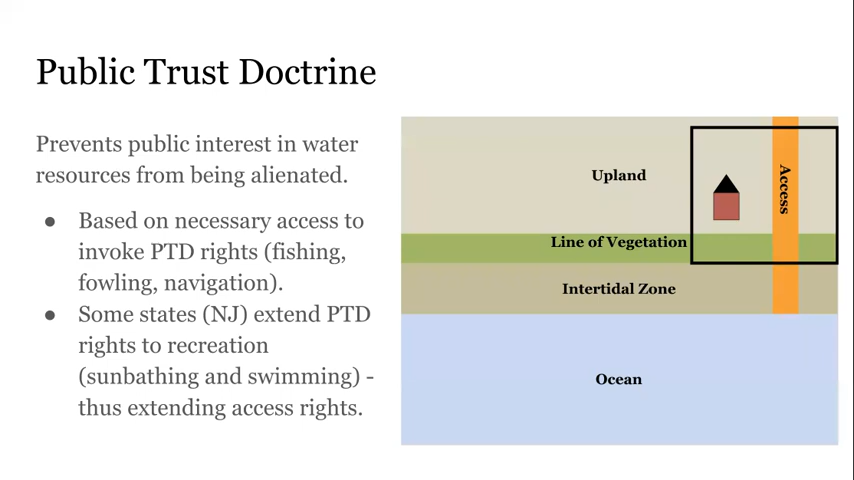 Public Trust Doctrine
Prevents public interest in water
resources from being alienated.
● Based on necessary access to
invoke PTD rights (fishing,
fowling, navigation).
● Some states (NJ) extend PTD
rights to recreation
(sunbathing and swimming) -
thus extending access rights.
Upland
Access
Line of Vegetation
Intertidal Zone
Ocean